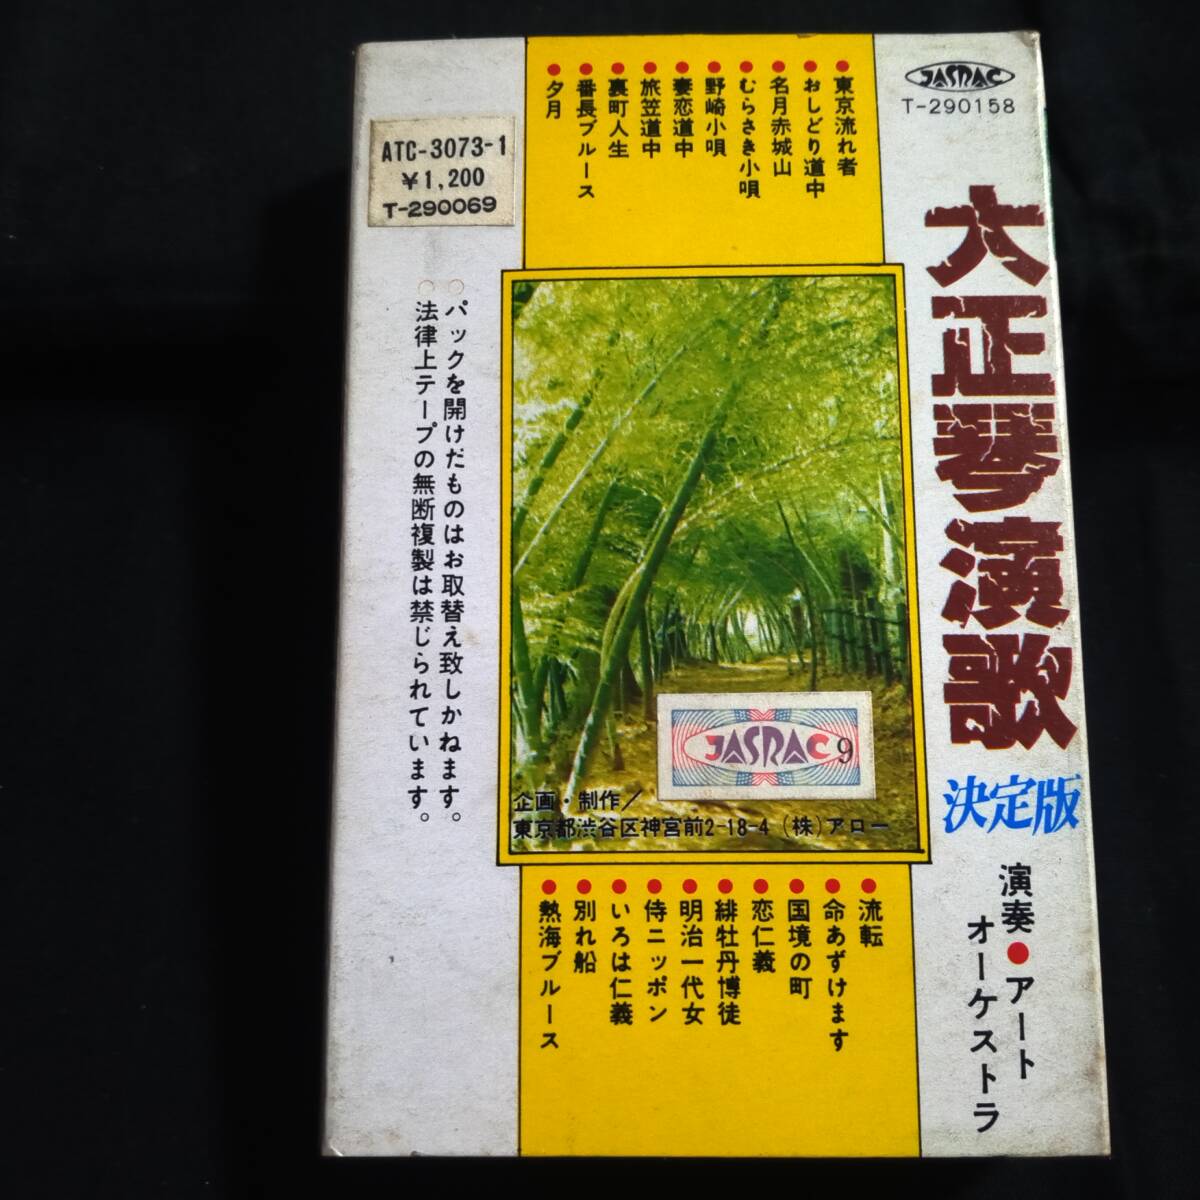 JASRAC
T-290158
大正琴演歌
決定版
演奏●アート
オーケストラ
●東京流れ者
●おしどり道中
●名月赤城山
●むらさき小唄
●野崎小唄
●妻恋道中
●旅笠道中
●裏町人生
●番長ブルース
●夕月
ATC-3073-1
¥1,200
T-290069
○パックを開けだものはお取替え致しかねます。
○法律上テープの無断複製は禁じられています。
JASRAC 9
企画・制作/
東京都渋谷区神宮前2-18-4 (株)アロー
●流転
●命あずけます
●国境の町
●恋仁義
●緋牡丹博徒
●明治一代女
●侍ニッポン
●いろは仁義
●別れ船
●熱海ブルース